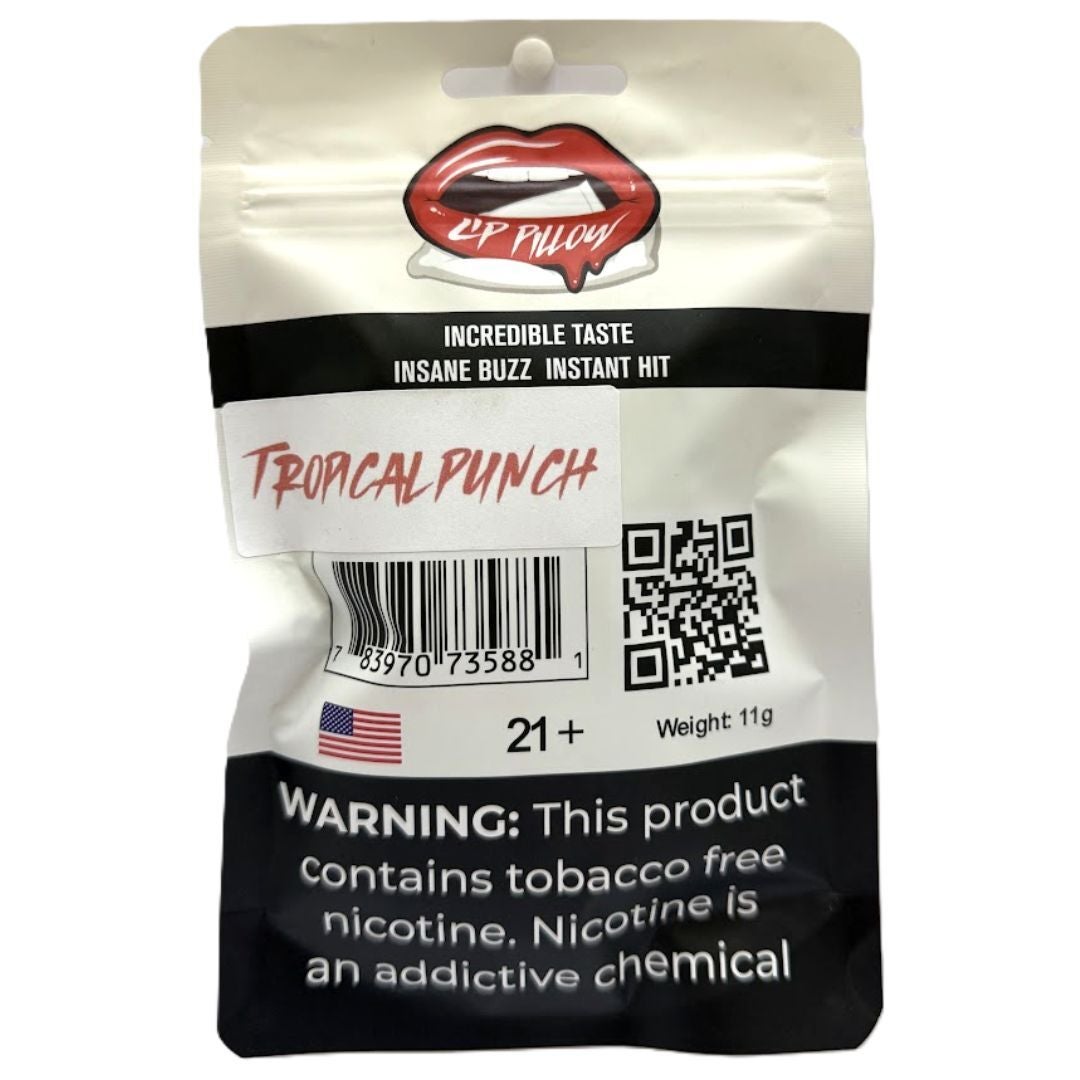 LIP PILLOW
INCREDIBLE TASTE
INSANE BUZZ INSTANT HIT
TROPICAL PUNCH
7 83970 73588 1
21+
Weight: 11g
WARNING: This product
contains tobacco free
nicotine. Nicotine is
an addictive chemical